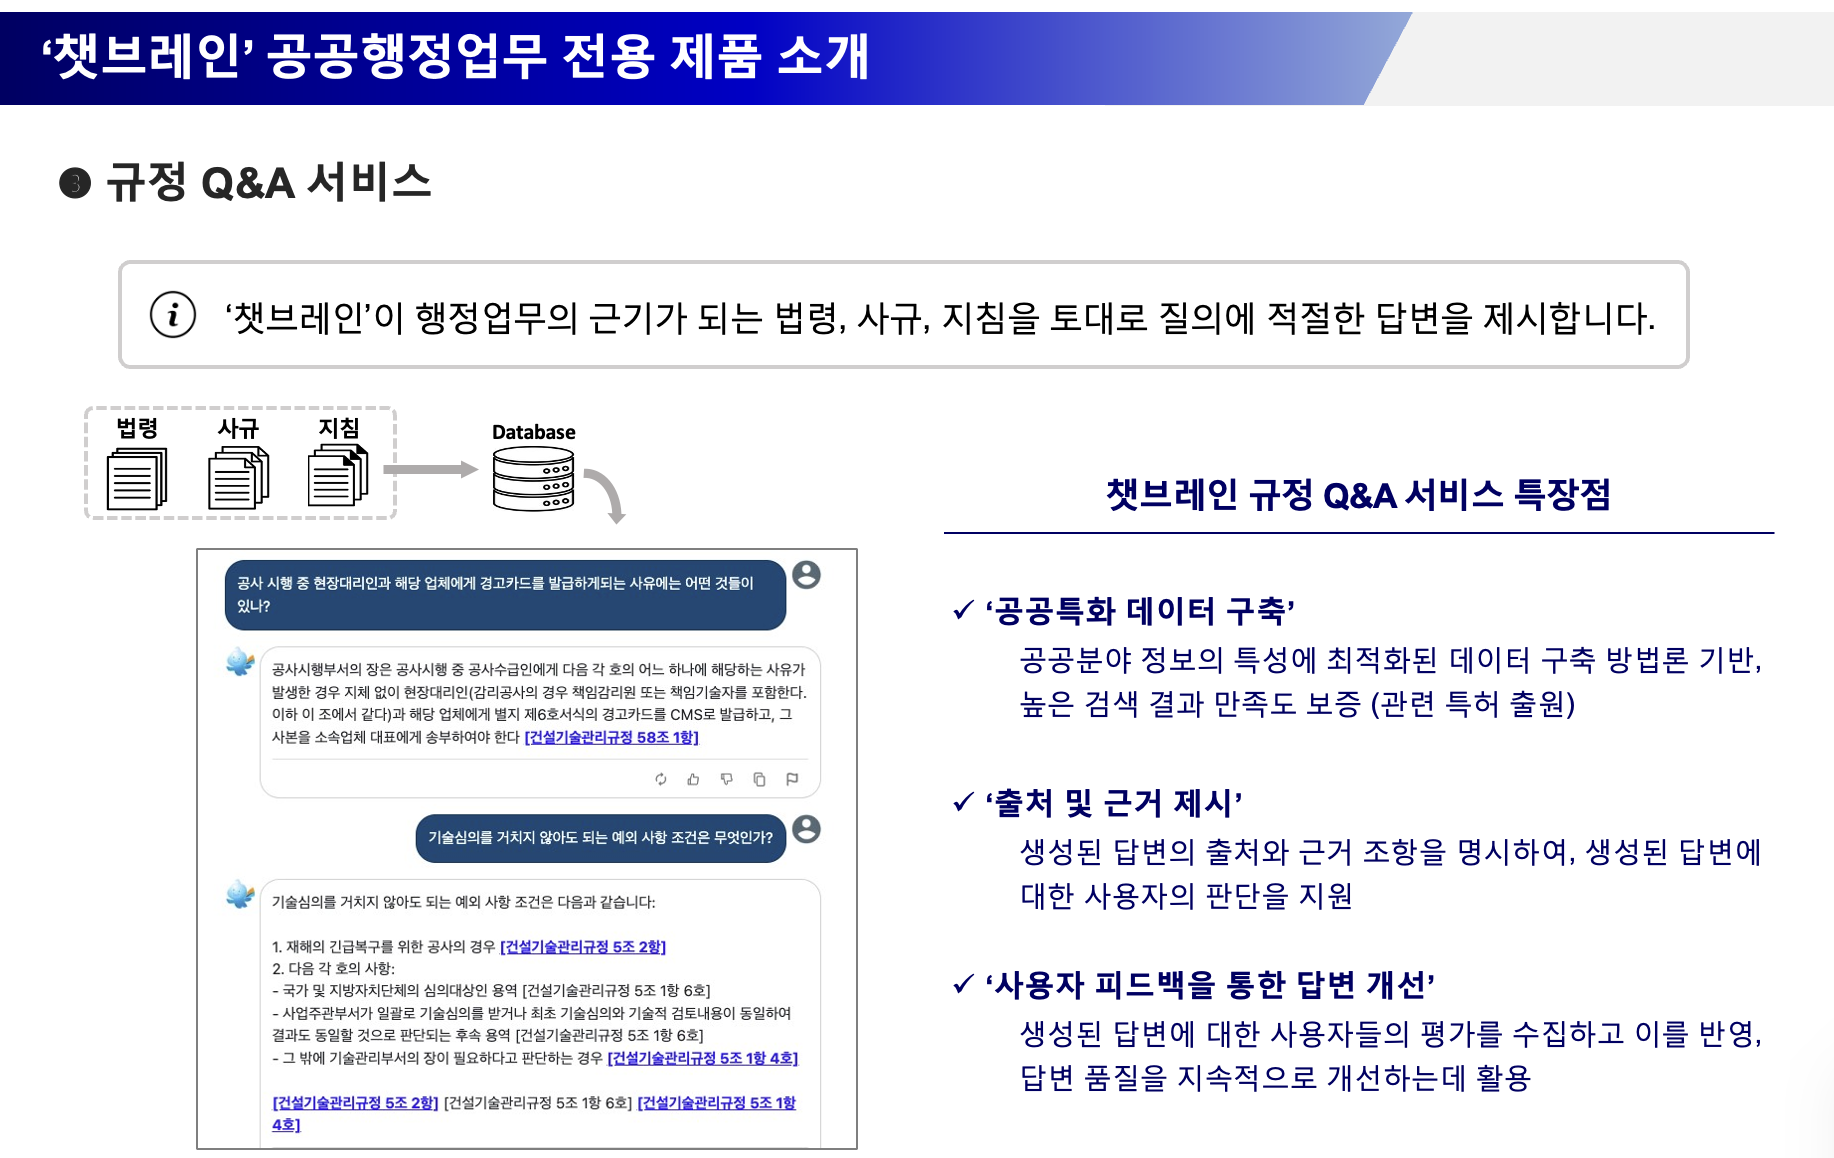 ‘챗브레인’ 공공행정업무 전용 제품 소개
❸ 규정 Q&A 서비스
i ‘챗브레인’이 행정업무의 근기가 되는 법령, 사규, 지침을 토대로 질의에 적절한 답변을 제시합니다.
법령 사규 지침
Database
공사 시행 중 현장대리인과 해당 업체에게 경고카드를 발급하게되는 사유에는 어떤 것들이
있나?
공사시행부서의 장은 공사시행 중 공사수급인에게 다음 각 호의 어느 하나에 해당하는 사유가
발생한 경우 지체 없이 현장대리인(감리공사의 경우 책임감리원 또는 책임기술자를 포함한다.
이하 이 조에서 같다)과 해당 업체에게 별지 제6호서식의 경고카드를 CMS로 발급하고, 그
사본을 소속업체 대표에게 송부하여야 한다 [건설기술관리규정 58조 1항]
기술심의를 거치지 않아도 되는 예외 사항 조건은 무엇인가?
기술심의를 거치지 않아도 되는 예외 사항 조건은 다음과 같습니다:
1. 재해의 긴급복구를 위한 공사의 경우 [건설기술관리규정 5조 2항]
2. 다음 각 호의 사항:
- 국가 및 지방자치단체의 심의대상인 용역 [건설기술관리규정 5조 1항 6호]
- 사업주관부서가 일괄로 기술심의를 받거나 최초 기술심의와 기술적 검토내용이 동일하여
결과도 동일할 것으로 판단되는 후속 용역 [건설기술관리규정 5조 1항 6호]
- 그 밖에 기술관리부서의 장이 필요하다고 판단하는 경우 [건설기술관리규정 5조 1항 4호]
[건설기술관리규정 5조 2항] [건설기술관리규정 5조 1항 6호] [건설기술관리규정 5조 1항
4호]
챗브레인 규정 Q&A 서비스 특장점
✓ ‘공공특화 데이터 구축’
공공분야 정보의 특성에 최적화된 데이터 구축 방법론 기반,
높은 검색 결과 만족도 보증 (관련 특허 출원)
✓ ‘출처 및 근거 제시’
생성된 답변의 출처와 근거 조항을 명시하여, 생성된 답변에
대한 사용자의 판단을 지원
✓ ‘사용자 피드백을 통한 답변 개선’
생성된 답변에 대한 사용자들의 평가를 수집하고 이를 반영,
답변 품질을 지속적으로 개선하는데 활용